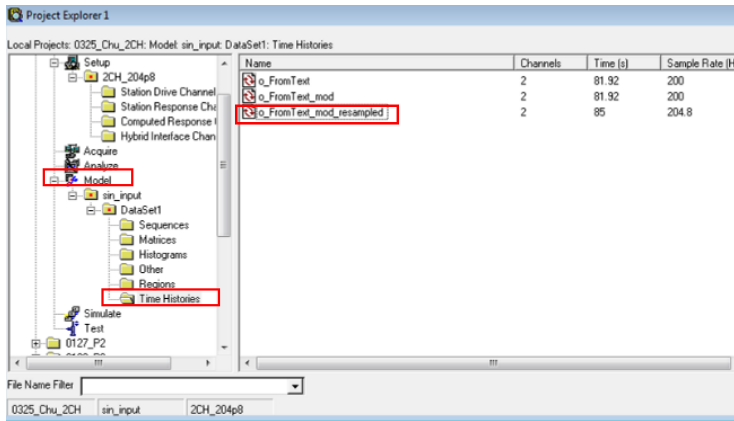 Project Explorer 1
Local Projects: 0325_Chu_2CH: Model: sin_input: DataSet1: Time Histories
Setup
2CH_204p8
Station Drive Channel
Station Response Cha
Computed Response
Hybrid Interface Chan
Acquire
Analyze
Model
sin_input
DataSet1
Sequences
Matrices
Histograms
Other
Regions
Time Histories
Simulate
Test
0127_P2
Name Channels Time (s) Sample Rate (H
o_FromText 2 81.92 200
o_FromText_mod 2 81.92 200
o_FromText_mod_resampled 2 85 204.8
File Name Filter
0325_Chu_2CH sin_input 2CH_204p8